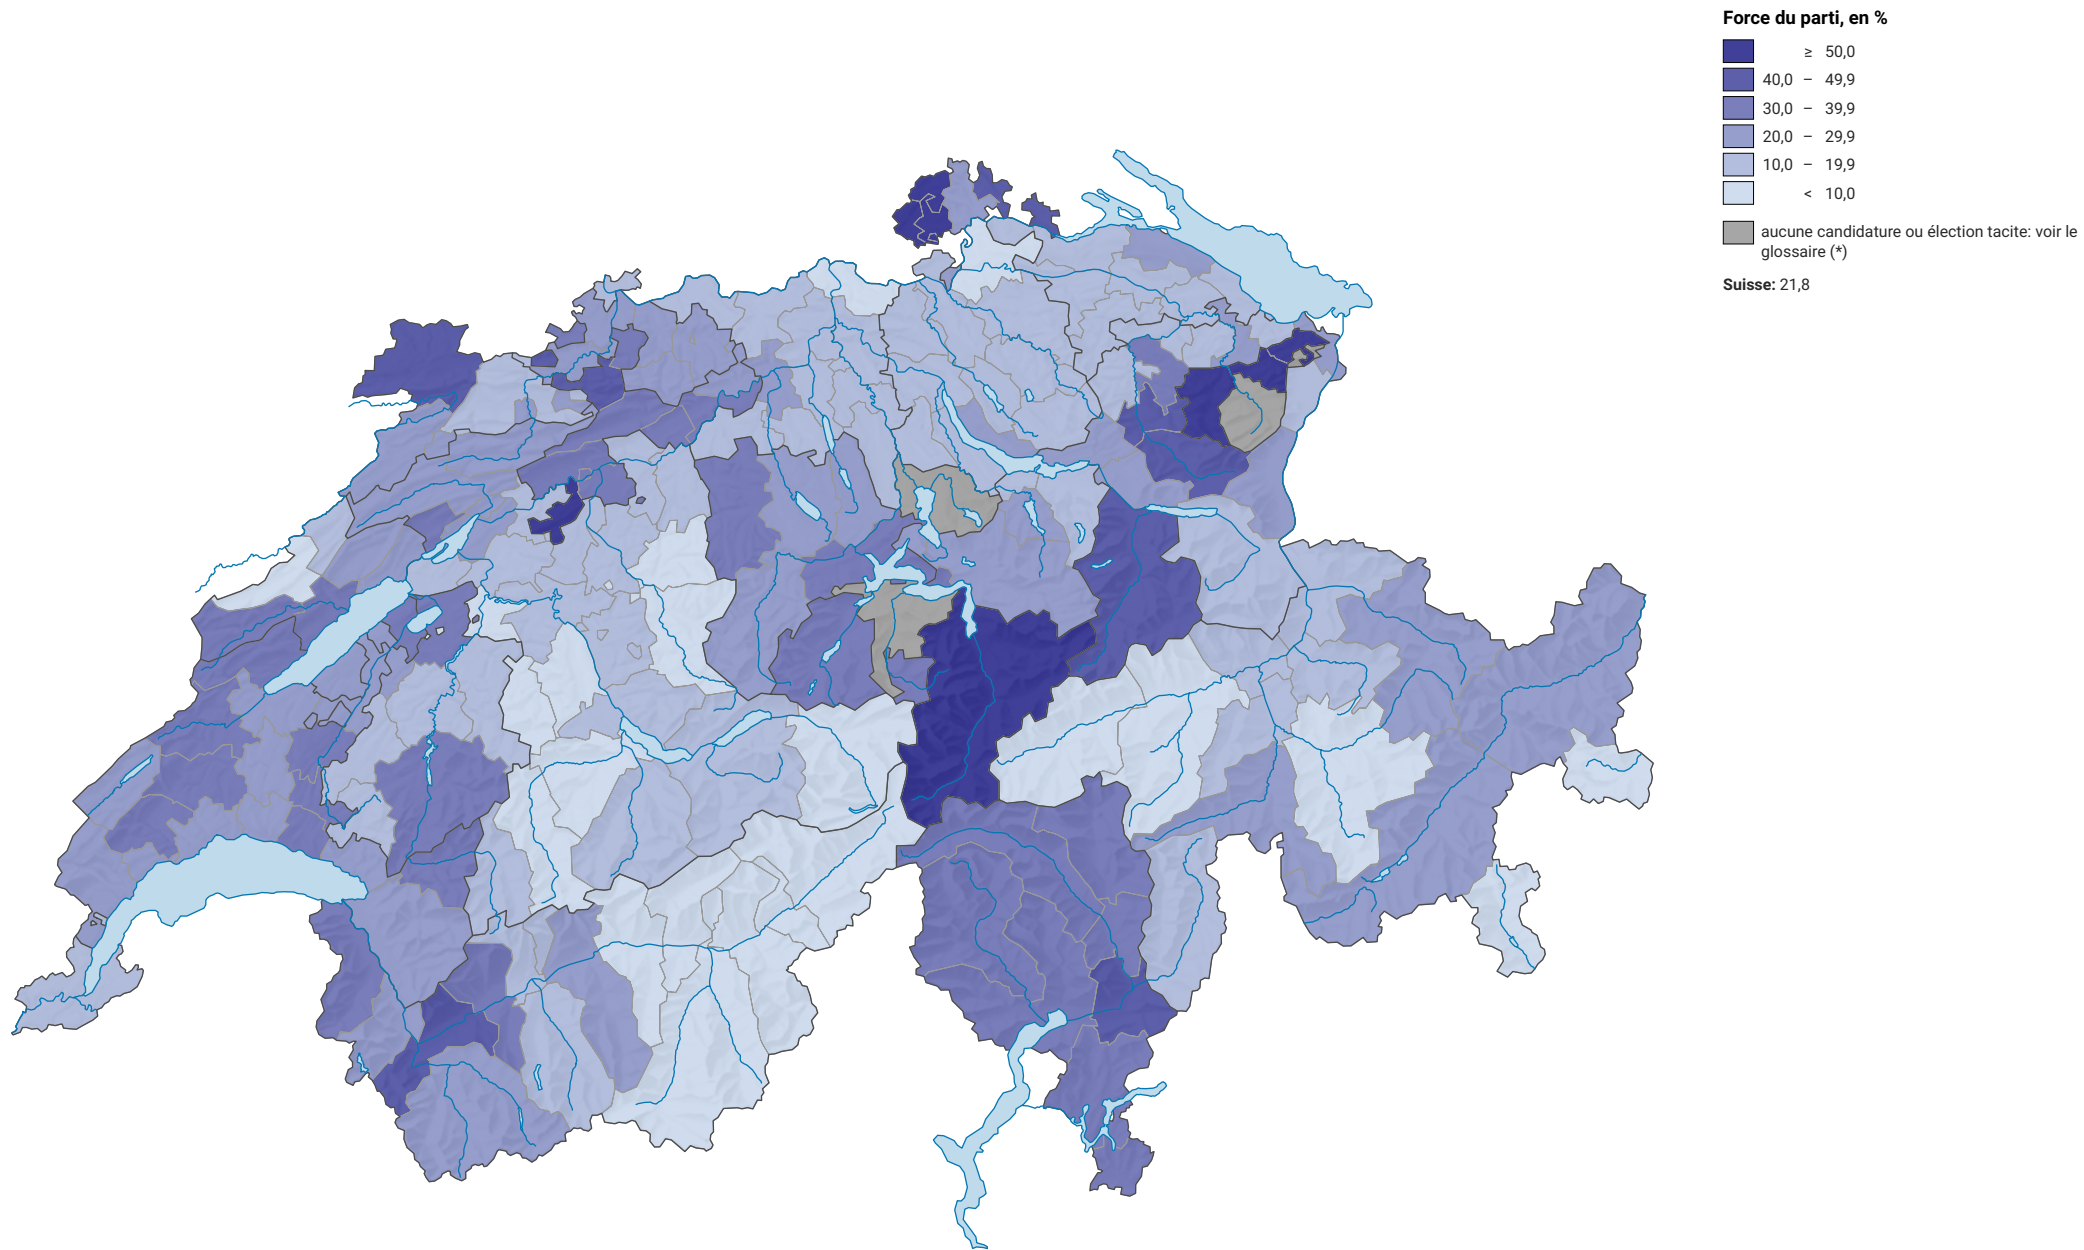 Force du parti, en %
≥ 50,0
40,0 – 49,9
30,0 – 39,9
20,0 – 29,9
10,0 – 19,9
< 10,0
aucune candidature ou élection tacite: voir le
glossaire (*)
Suisse: 21,8